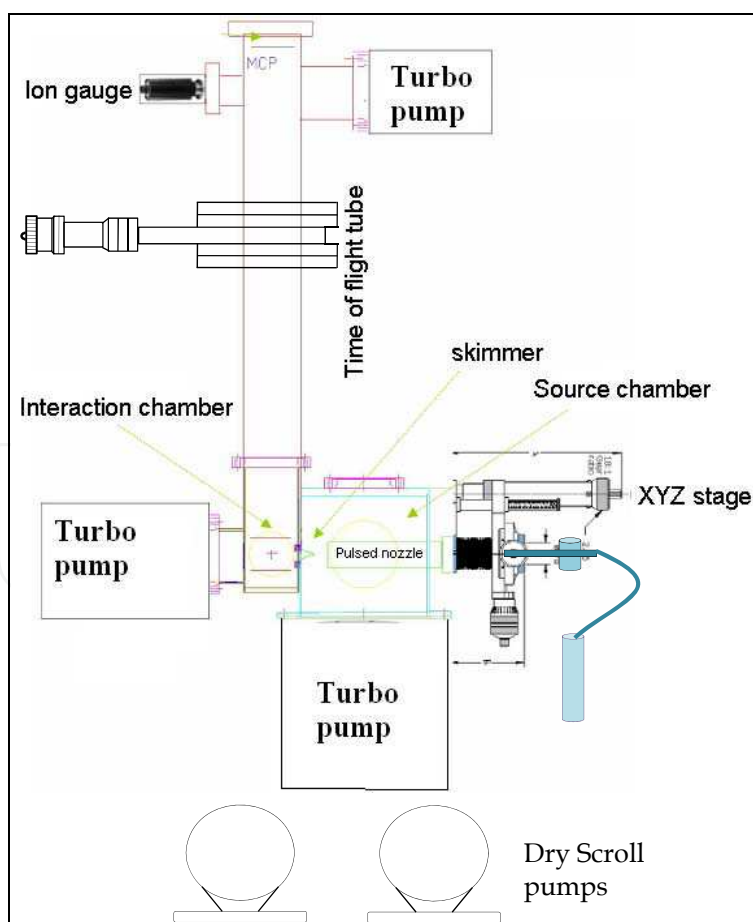 MCP
Ion gauge
Turbo
pump
Time of flight tube
skimmer
Source chamber
Interaction chamber
XYZ stage
Turbo
pump
Pulsed nozzle
Turbo
pump
Dry Scroll
pumps